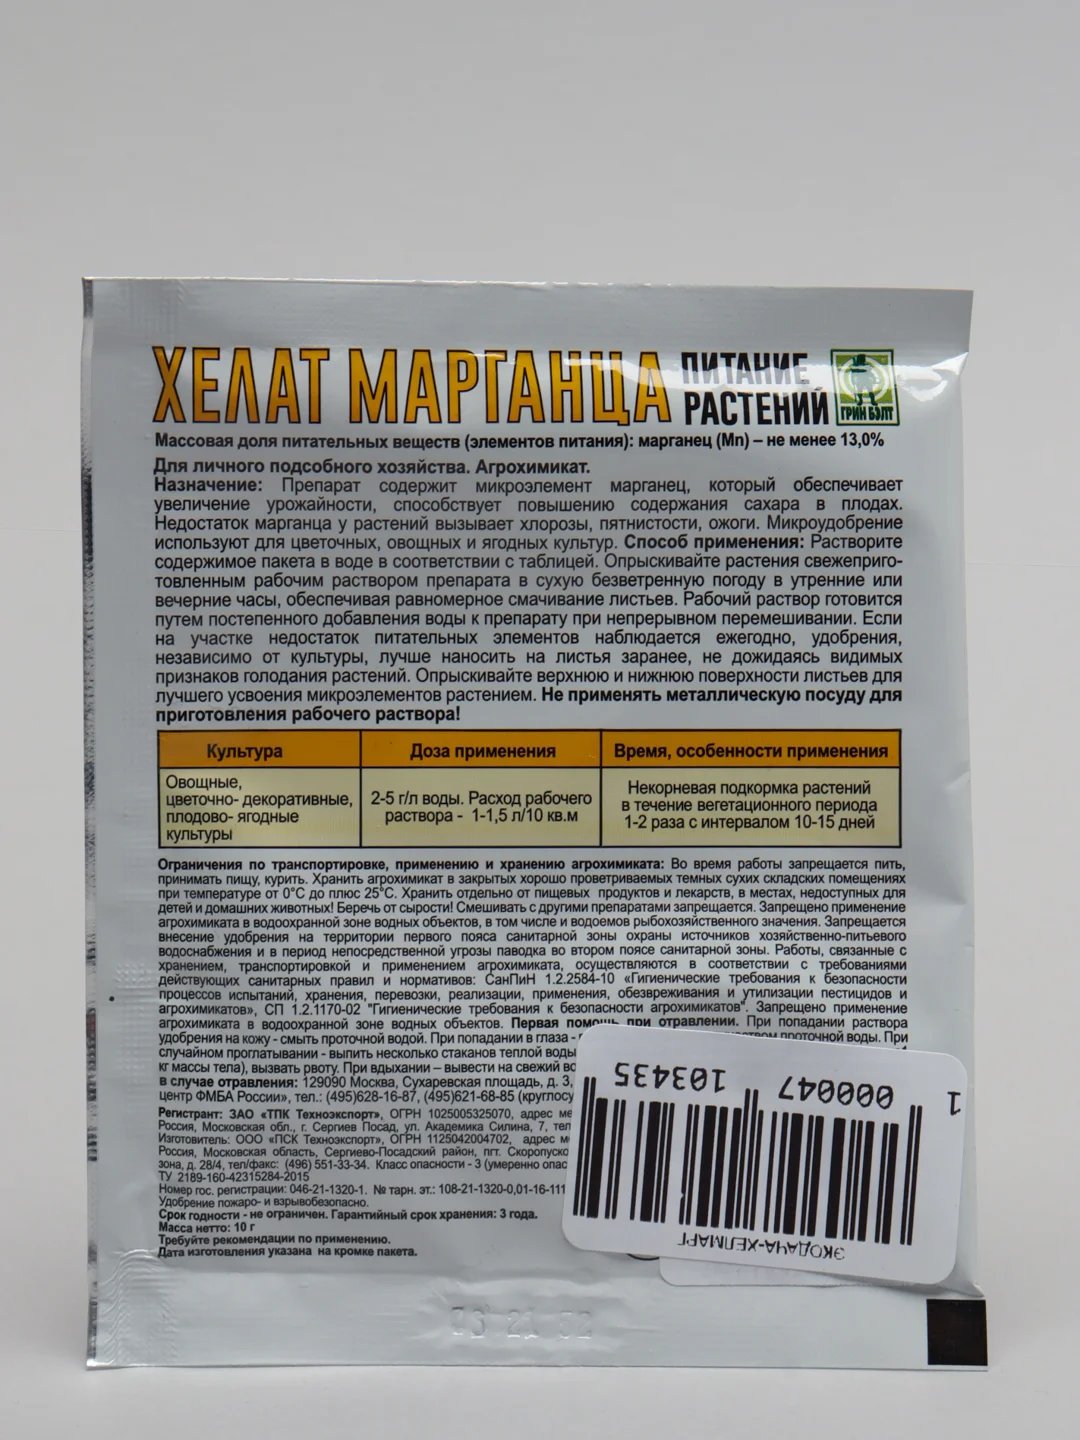 ХЕЛАТ МАРГАНЦА ПИТАНИЕ РАСТЕНИЙ
ГРИН БЭЛТ
Массовая доля питательных веществ (элементов питания): марганец (Mn) – не менее 13,0%
Для личного подсобного хозяйства. Агрохимикат.
Назначение: Препарат содержит микроэлемент марганец, который обеспечивает
увеличение урожайности, способствует повышению содержания сахара в плодах.
Недостаток марганца у растений вызывает хлорозы, пятнистости, ожоги. Микроудобрение
используют для цветочных, овощных и ягодных культур. Способ применения: Растворите
содержимое пакета в воде в соответствии с таблицей. Опрыскивайте растения свежеприго-
товленным рабочим раствором препарата в сухую безветренную погоду в утренние или
вечерние часы, обеспечивая равномерное смачивание листьев. Рабочий раствор готовится
путем постепенного добавления воды к препарату при непрерывном перемешивании. Если
на участке недостаток питательных элементов наблюдается ежегодно, удобрения,
независимо от культуры, лучше наносить на листья заранее, не дожидаясь видимых
признаков голодания растений. Опрыскивайте верхнюю и нижнюю поверхности листьев для
лучшего усвоения микроэлементов растением. Не применять металлическую посуду для
приготовления рабочего раствора!
Культура Доза применения Время, особенности применения
Овощные,
цветочно- декоративные,
плодово- ягодные
культуры
2-5 г/л воды. Расход рабочего
раствора - 1-1,5 л/10 кв.м
Некорневая подкормка растений
в течение вегетационного периода
1-2 раза с интервалом 10-15 дней
Ограничения по транспортировке, применению и хранению агрохимиката: Во время работы запрещается пить,
принимать пищу, курить. Хранить агрохимикат в закрытых хорошо проветриваемых темных сухих складских помещениях
при температуре от 0°С до плюс 25°С. Хранить отдельно от пищевых продуктов и лекарств, в местах, недоступных для
детей и домашних животных! Беречь от сырости! Смешивать с другими препаратами запрещается. Запрещено применение
агрохимиката в водоохранной зоне водных объектов, в том числе и водоемов рыбохозяйственного значения. Запрещается
внесение удобрения на территории первого пояса санитарной зоны охраны источников хозяйственно-питьевого
водоснабжения и в период непосредственной угрозы паводка во втором поясе санитарной зоны. Работы, связанные с
хранением, транспортировкой и применением агрохимиката, осуществляются в соответствии с требованиями
действующих санитарных правил и нормативов: СанПиН 1.2.2584-10 «Гигиенические требования к безопасности
процессов испытаний, хранения, перевозки, реализации, применения, обезвреживания и утилизации пестицидов и
агрохимикатов», СП 1.2.1170-02 "Гигиенические требования к безопасности агрохимикатов". Запрещено применение
агрохимиката в водоохранной зоне водных объектов. Первая помощь при отравлении. При попадании раствора
удобрения на кожу - смыть проточной водой. При попадании в глаза - проточной воды. При
случайном проглатывании - выпить несколько стаканов теплой воды
кг массы тела), вызвать рвоту. При вдыхании – вывести на свежий
в случае отравления: 129090 Москва, Сухаревская площадь, д. 3,
центр ФМБА России», тел.: (495)628-16-87, (495)621-68-85
Регистрант: ЗАО «ТПК Техноэкспорт», ОГРН 1025005325070, адрес
Россия, Московская обл., г. Сергиев Посад, ул. Академика Силина, 7,
Изготовитель: ООО «ПСК Техноэкспорт», ОГРН 1125042004702, адрес
Россия, Московская область, Сергиево-Посадский район, пгт.
зона, д. 28/4, тел/факс: (496) 551-33-34. Класс опасности - 3 (умеренно
ТУ 2189-160-42315284-2015
Номер гос. регистрации: 046-21-1320-1. № тарн. эт.: 108-21-1320-0,01-16-111
Удобрение пожаро- и взрывобезопасно.
Срок годности - не ограничен. Гарантийный срок хранения: 3 года.
Масса нетто: 10 г
Требуйте рекомендации по применению.
Дата изготовления указана на кромке пакета.
ЭКОДАЧА-ХЕЛМАРГ
1 000047 103435